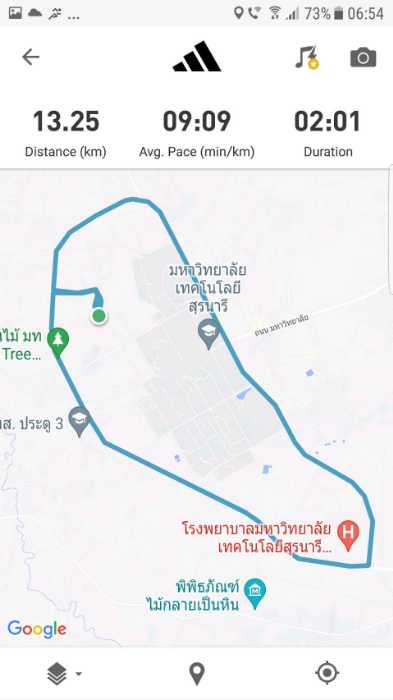 73% 06:54
13.25 09:09 02:01
Distance (km) Avg. Pace (min/km) Duration
มหาวิทยาลัย
เทคโนโลยี
สุรนารี
ถนน มหาวิทยาลัย
ไม้ มท
Tree...
ส. ประตู 3
โรงพยาบาลมหาวิทยาลัย
เทคโนโลยีสุรนารี...
H
พิพิธภัณฑ์
ไม้กลายเป็นหิน
Google